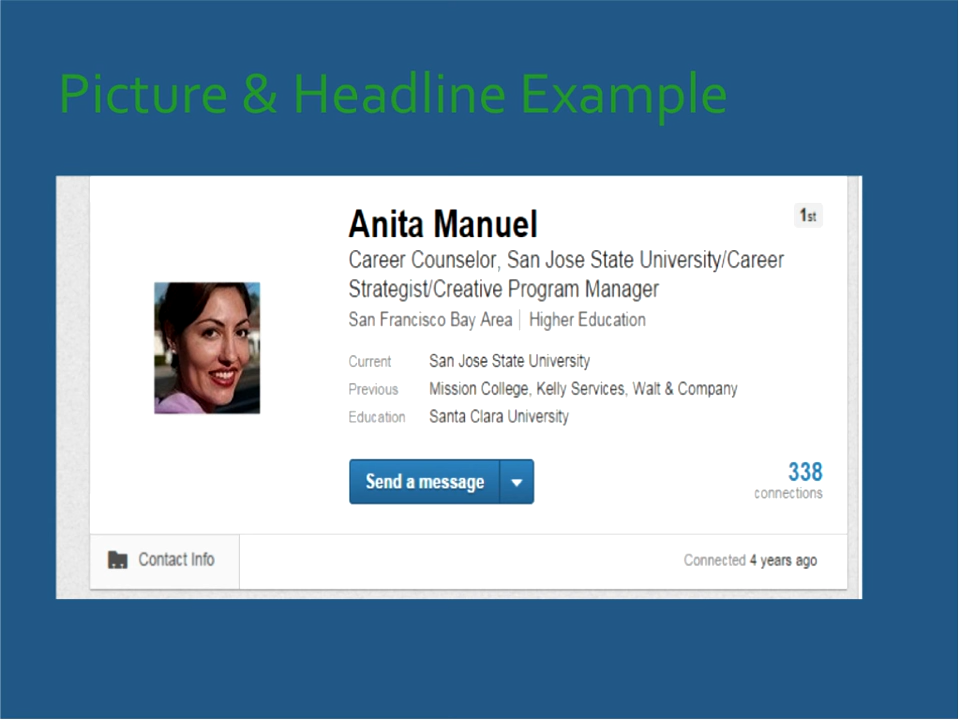 Picture & Headline Example
Anita Manuel
1st
Career Counselor, San Jose State University/Career
Strategist/Creative Program Manager
San Francisco Bay Area | Higher Education
Current San Jose State University
Previous Mission College, Kelly Services, Walt & Company
Education Santa Clara University
Send a message
338
connections
Contact Info
Connected 4 years ago